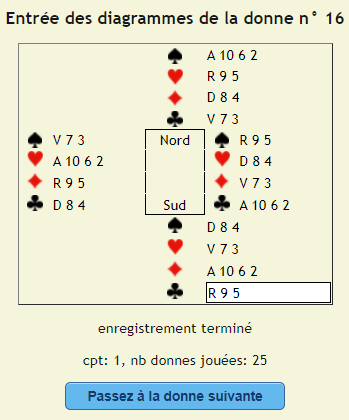 Entrée des diagrammes de la donne n° 16
♠ A 10 6 2
♥ R 9 5
♦ D 8 4
♣ V 7 3
♠ V 7 3 Nord ♠ R 9 5
♥ A 10 6 2 ♥ D 8 4
♦ R 9 5 ♦ V 7 3
♣ D 8 4 Sud ♣ A 10 6 2
♠ D 8 4
♥ V 7 3
♦ A 10 6 2
♣ R 9 5
enregistrement terminé
cpt: 1, nb donnes jouées: 25
Passez à la donne suivante